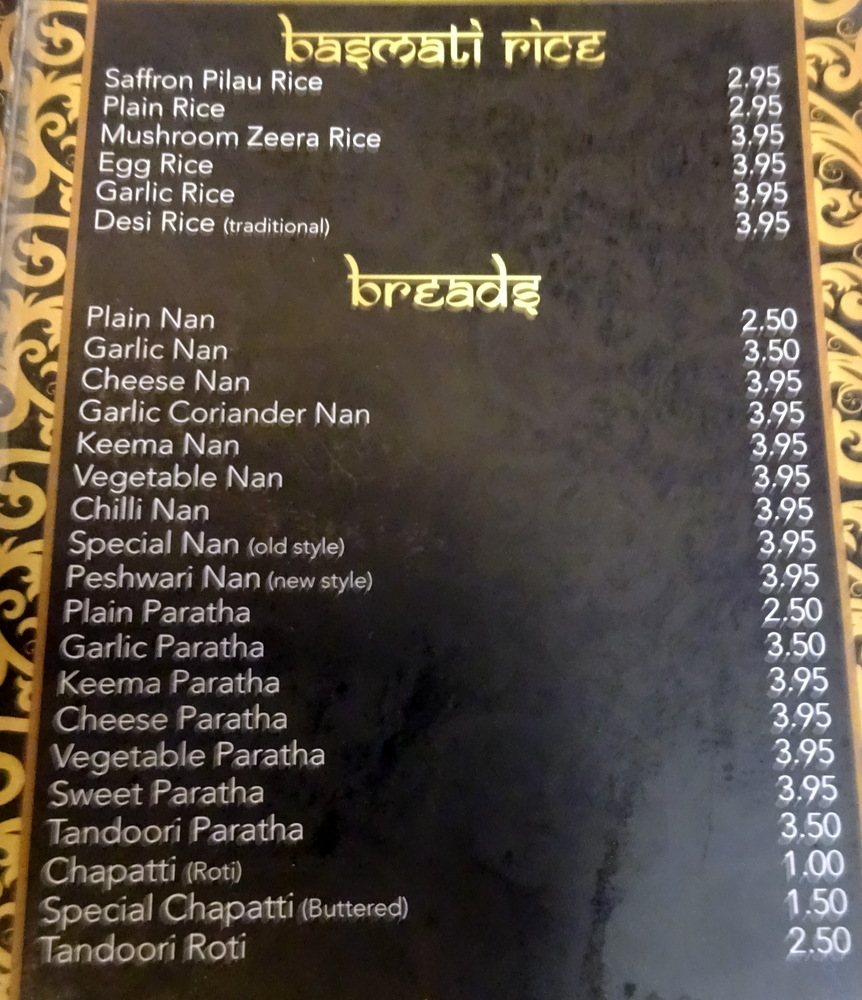 basmati rice
Saffron Pilau Rice 2.95
Plain Rice 2.95
Mushroom Zeera Rice 3.95
Egg Rice 3.95
Garlic Rice 3.95
Desi Rice (traditional) 3.95
breads
Plain Nan 2.50
Garlic Nan 3.50
Cheese Nan 3.95
Garlic Coriander Nan 3.95
Keema Nan 3.95
Vegetable Nan 3.95
Chilli Nan 3.95
Special Nan (old style) 3.95
Peshwari Nan (new style) 3.95
Plain Paratha 2.50
Garlic Paratha 3.50
Keema Paratha 3.95
Cheese Paratha 3.95
Vegetable Paratha 3.95
Sweet Paratha 3.95
Tandoori Paratha 3.50
Chapatti (Roti) 1.00
Special Chapatti (Buttered) 1.50
Tandoori Roti 2.50